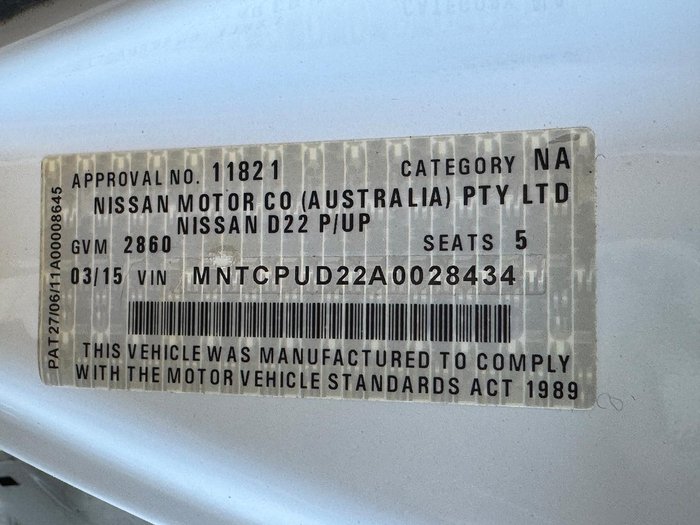 APPROVAL NO. 11821 CATEGORY NA
NISSAN MOTOR CO (AUSTRALIA) PTY LTD
NISSAN D22 P/UP
GVM 2860 SEATS 5
03/15 VIN MNTCPUD22A0028434
THIS VEHICLE WAS MANUFACTURED TO COMPLY
WITH THE MOTOR VEHICLE STANDARDS ACT 1989
PAT27/06/11A00008645